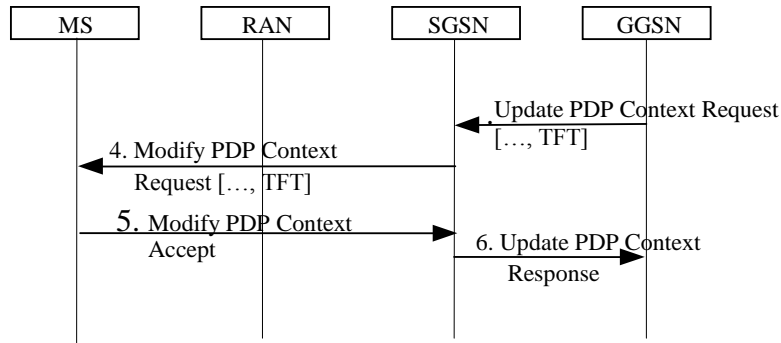 MS RAN SGSN GGSN
.Update PDP Context Request
[…, TFT]
4. Modify PDP Context
Request […, TFT]
5. Modify PDP Context
Accept
6. Update PDP Context
Response